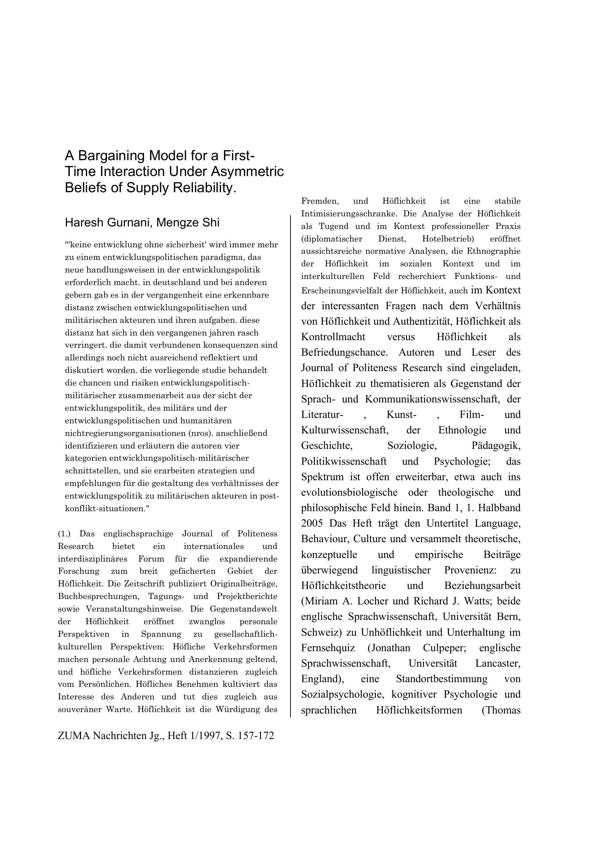 A Bargaining Model for a First-
Time Interaction Under Asymmetric
Beliefs of Supply Reliability.
Haresh Gurnani, Mengze Shi
"'keine entwicklung ohne sicherheit' wird immer mehr
zu einem entwicklungspolitischen paradigma, das
neue handlungsweisen in der entwicklungspolitik
erforderlich macht. in deutschland und bei anderen
gebern gab es in der vergangenheit eine erkennbare
distanz zwischen entwicklungspolitischen und
militärischen akteuren und ihren aufgaben. diese
distanz hat sich in den vergangenen jahren rasch
verringert. die damit verbundenen konsequenzen sind
allerdings noch nicht ausreichend reflektiert und
diskutiert worden. die vorliegende studie behandelt
die chancen und risiken entwicklungspolitisch-
militärischer zusammenarbeit aus der sicht der
entwicklungspolitik, des militärs und der
entwicklungspolitischen und humanitären
nichtregierungsorganisationen (nros). anschließend
identifizieren und erläutern die autoren vier
kategorien entwicklungspolitisch-militärischer
schnittstellen, und sie erarbeiten strategien und
empfehlungen für die gestaltung des verhältnisses der
entwicklungspolitik zu militärischen akteuren in post-
konflikt-situationen."
(1.) Das englischsprachige Journal of Politeness
Research bietet ein internationales und
interdisziplinäres Forum für die expandierende
Forschung zum breit gefächerten Gebiet der
Höflichkeit. Die Zeitschrift publiziert Originalbeiträge,
Buchbesprechungen, Tagungs- und Projektberichte
sowie Veranstaltungshinweise. Die Gegenstandswelt
der Höflichkeit eröffnet zwanglos personale
Perspektiven in Spannung zu gesellschaftlich-
kulturellen Perspektiven: Höfliche Verkehrsformen
machen personale Achtung und Anerkennung geltend,
und höfliche Verkehrsformen distanzieren zugleich
vom Persönlichen. Höfliches Benehmen kultiviert das
Interesse des Anderen und tut dies zugleich aus
souveräner Warte. Höflichkeit ist die Würdigung des
Fremden, und Höflichkeit ist eine stabile
Intimisierungsschranke. Die Analyse der Höflichkeit
als Tugend und im Kontext professioneller Praxis
(diplomatischer Dienst, Hotelbetrieb) eröffnet
aussichtsreiche normative Analysen, die Ethnographie
der Höflichkeit im sozialen Kontext und im
interkulturellen Feld recherchiert Funktions- und
Erscheinungsvielfalt der Höflichkeit, auch im Kontext
der interessanten Fragen nach dem Verhältnis
von Höflichkeit und Authentizität, Höflichkeit als
Kontrollmacht versus Höflichkeit als
Befriedungschance. Autoren und Leser des
Journal of Politeness Research sind eingeladen,
Höflichkeit zu thematisieren als Gegenstand der
Sprach- und Kommunikationswissenschaft, der
Literatur- , Kunst- , Film- und
Kulturwissenschaft, der Ethnologie und
Geschichte, Soziologie, Pädagogik,
Politikwissenschaft und Psychologie; das
Spektrum ist offen erweiterbar, etwa auch ins
evolutionsbiologische oder theologische und
philosophische Feld hinein. Band 1, 1. Halbband
2005 Das Heft trägt den Untertitel Language,
Behaviour, Culture und versammelt theoretische,
konzeptuelle und empirische Beiträge
überwiegend linguistischer Provenienz: zu
Höflichkeitstheorie und Beziehungsarbeit
(Miriam A. Locher und Richard J. Watts; beide
englische Sprachwissenschaft, Universität Bern,
Schweiz) zu Unhöflichkeit und Unterhaltung im
Fernsehquiz (Jonathan Culpeper; englische
Sprachwissenschaft, Universität Lancaster,
England), eine Standortbestimmung von
Sozialpsychologie, kognitiver Psychologie und
sprachlichen Höflichkeitsformen (Thomas
ZUMA Nachrichten Jg., Heft 1/1997, S. 157-172